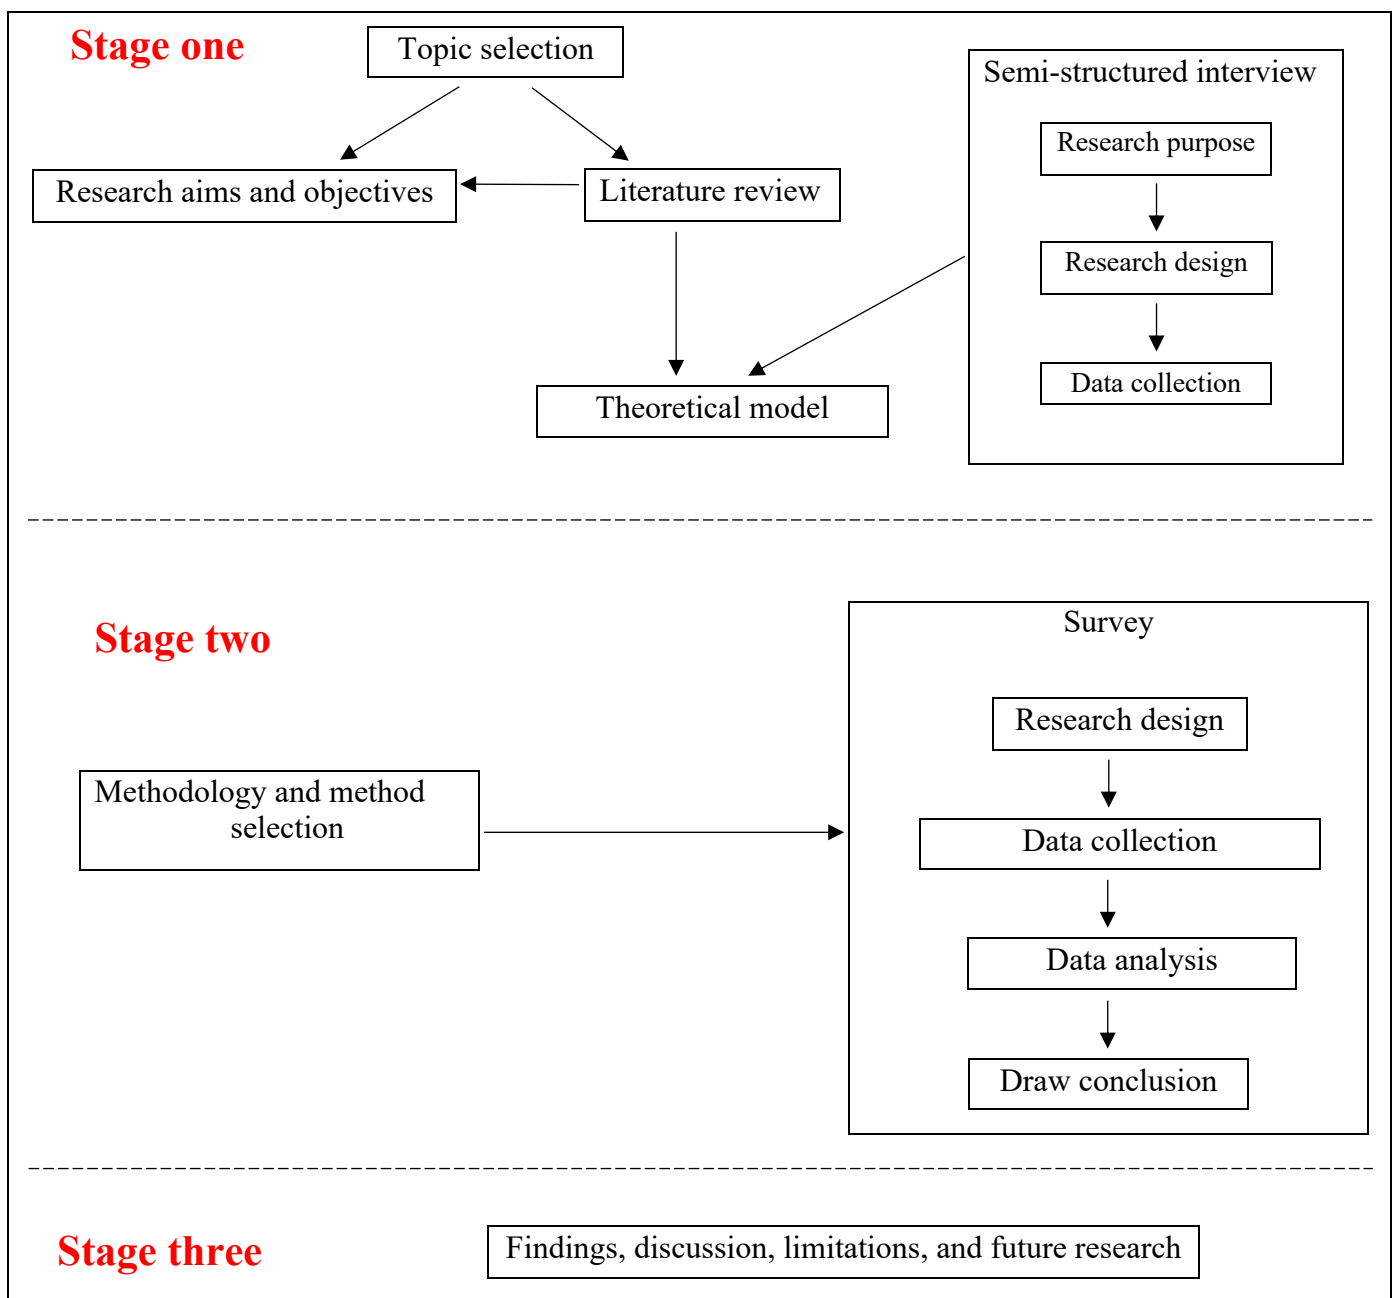 Stage one
Topic selection
Semi-structured interview
Research purpose
Research aims and objectives
Literature review
Research design
Data collection
Theoretical model
Stage two
Survey
Research design
Methodology and method
selection
Data collection
Data analysis
Draw conclusion
Stage three
Findings, discussion, limitations, and future research